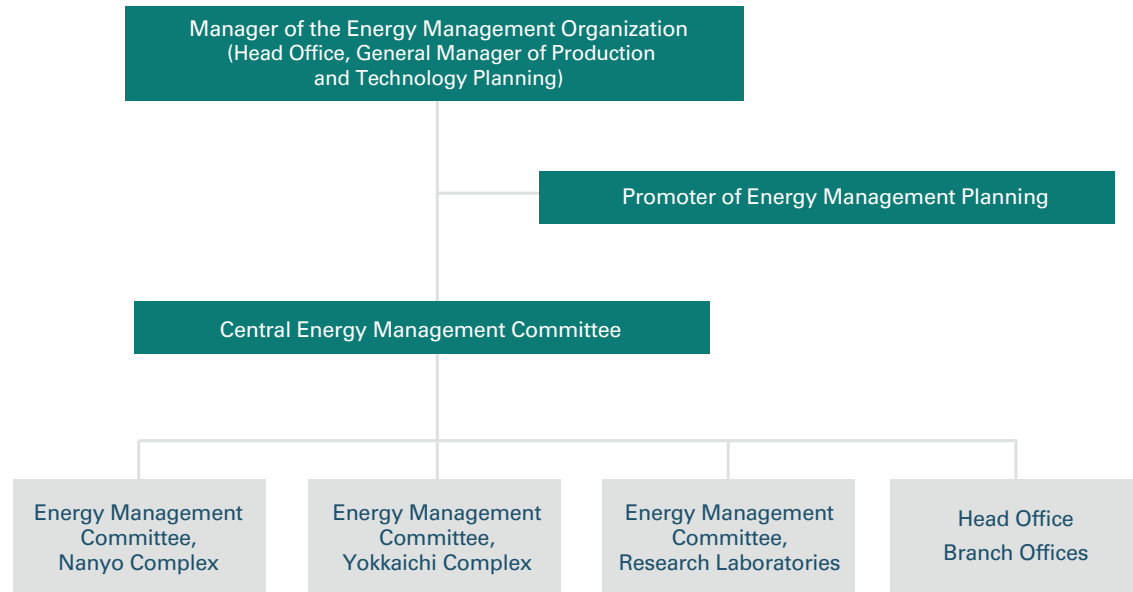 Manager of the Energy Management Organization
(Head Office, General Manager of Production
and Technology Planning)
Promoter of Energy Management Planning
Central Energy Management Committee
Energy Management
Committee,
Nanyo Complex
Energy Management
Committee,
Yokkaichi Complex
Energy Management
Committee,
Research Laboratories
Head Office
Branch Offices